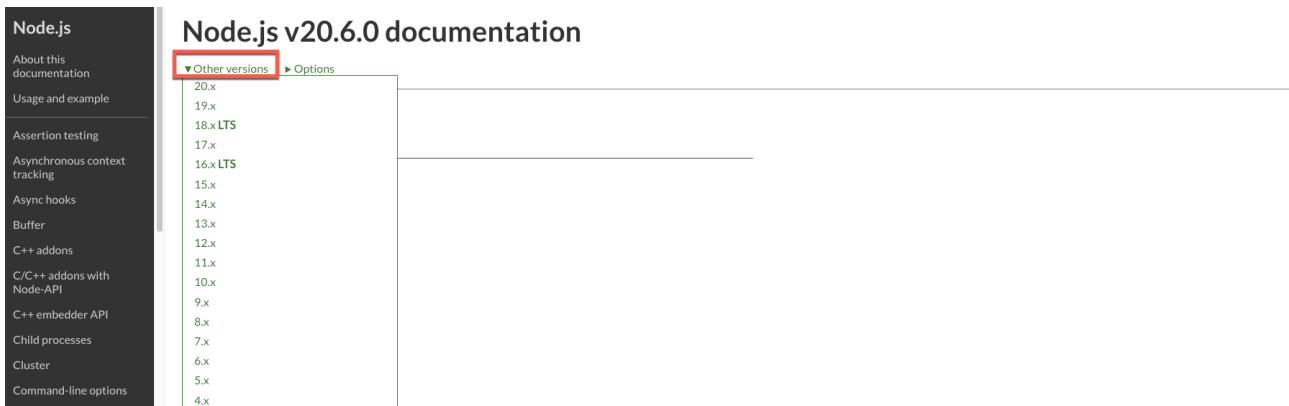 Node.js
About this
documentation
Usage and example
Assertion testing
Asynchronous context
tracking
Async hooks
Buffer
C++ addons
C/C++ addons with
Node-API
C++ embedder API
Child processes
Cluster
Command-line options
Node.js v20.6.0 documentation
▼Other versions ►Options
20.x
19.x
18.x LTS
17.x
16.x LTS
15.x
14.x
13.x
12.x
11.x
10.x
9.x
8.x
7.x
6.x
5.x
4.x